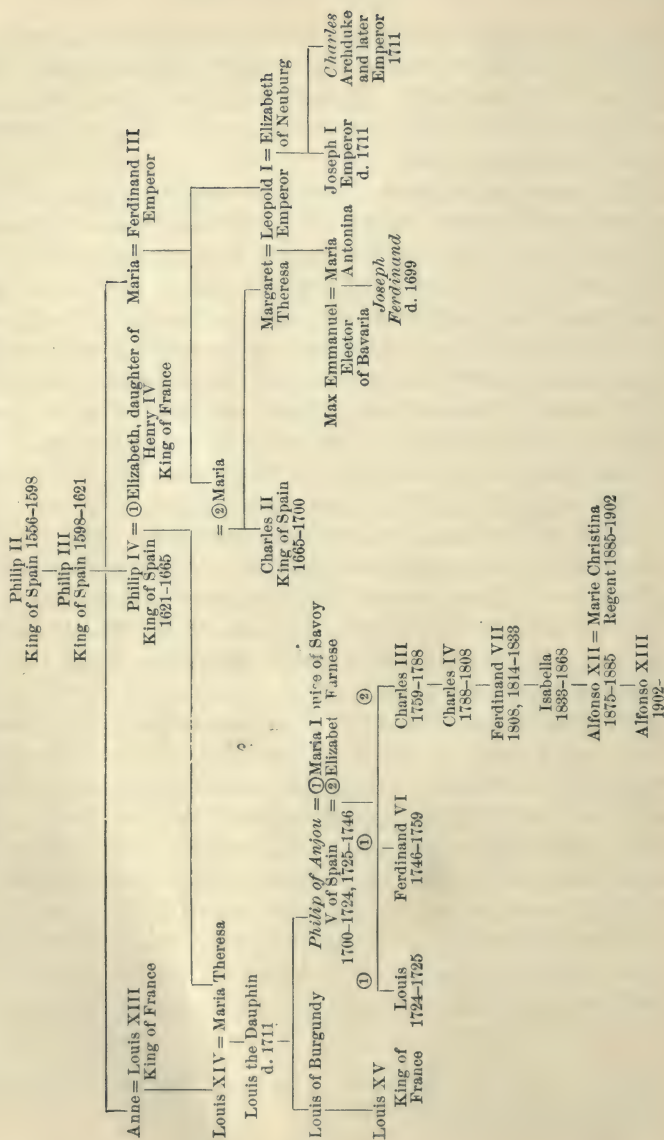 Philip II
King of Spain 1556–1598
Philip III
King of Spain 1598–1621
Anne = Louis XIII
King of France
Philip IV = ①Elizabeth, daughter of
King of Spain
1621–1665
Henry IV
King of France
Maria = Ferdinand III
Emperor
= ②Maria
Louis XIV = Maria Theresa
Louis the Dauphin
d. 1711
Charles II
King of Spain
1665–1700
Margaret = Leopold I = Elizabeth
Theresa
Emperor
of Neuburg
Max Emmanuel = Maria
Elector
of Bavaria
Antonina
Joseph I
Emperor
d. 1711
Charles
Archduke
and later
Emperor
1711
Joseph
Ferdinand
d. 1699
Louis of Burgundy
Philip of Anjou = ①Maria of Savoy
V of Spain = ②Elizabet
1700–1724, 1725–1746
Louis XV
King of
France
①
①
②
Louis
1724–1725
Ferdinand VI
1746–1759
Charles III
1759–1788
Charles IV
1788–1808
Ferdinand VII
1808, 1814–1833
Isabella
1833–1868
Alfonso XII = Marie Christina
1875–1885
Regent 1885–1902
Alfonso XIII
1902–